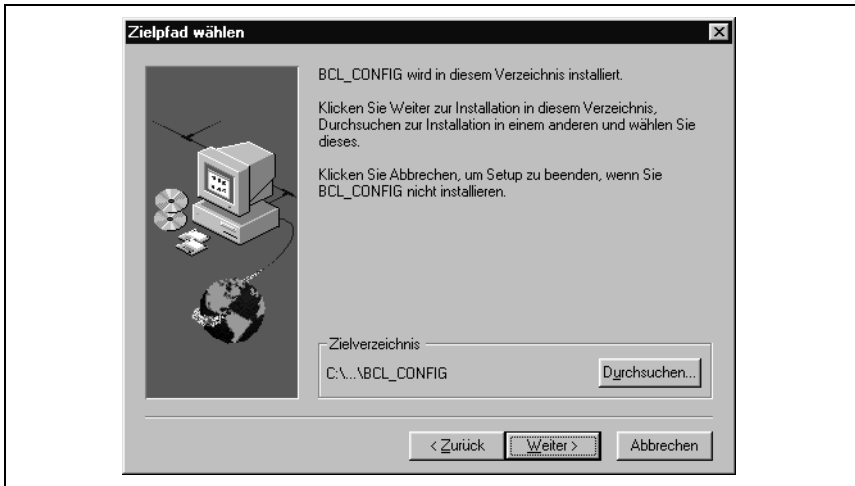 Zielpfad wählen
BCL_CONFIG wird in diesem Verzeichnis installiert.
Klicken Sie Weiter zur Installation in diesem Verzeichnis,
Durchsuchen zur Installation in einem anderen und wählen Sie
dieses.
Klicken Sie Abbrechen, um Setup zu beenden, wenn Sie
BCL_CONFIG nicht installieren.
Zielverzeichnis
C:\...\BCL_CONFIG
Durchsuchen...
< Zurück
Weiter >
Abbrechen